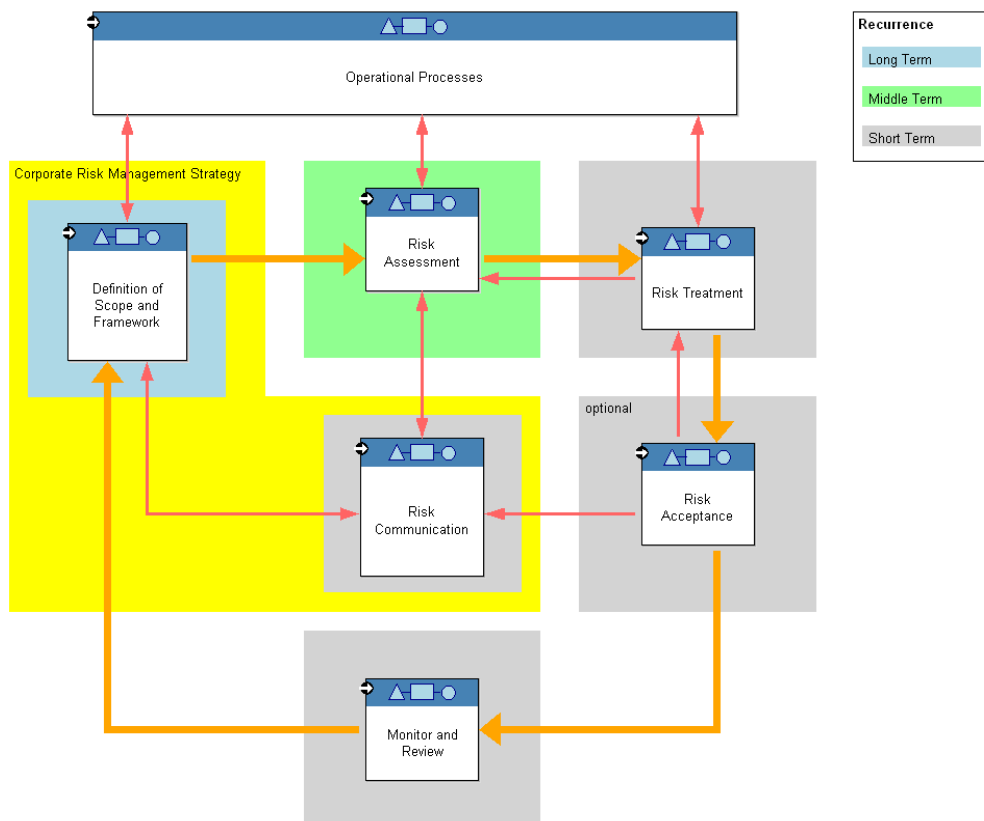 Operational Processes
Recurrence
Long Term
Middle Term
Short Term
Corporate Risk Management Strategy
Definition of
Scope and
Framework
Risk
Assessment
Risk Treatment
optional
Risk
Communication
Risk
Acceptance
Monitor and
Review